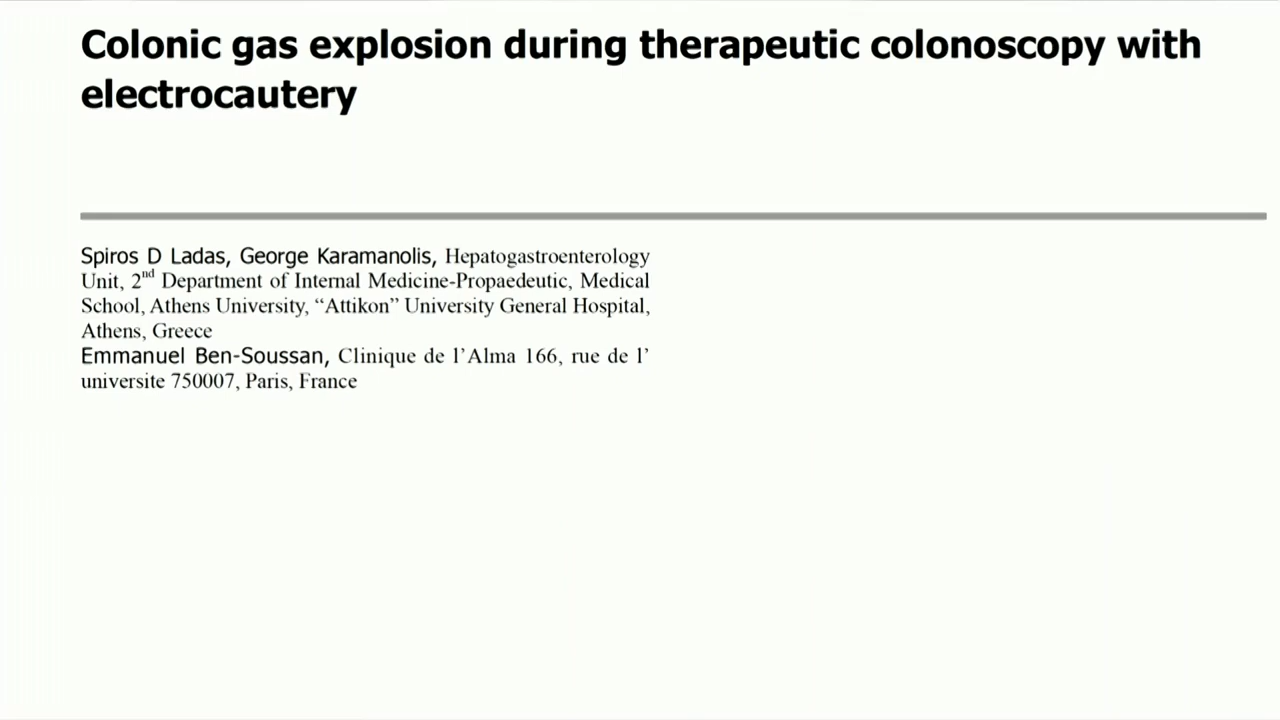 Colonic gas explosion during therapeutic colonoscopy with
electrocautery
Spiros D Ladas, George Karamanolis, Hepatogastroenterology
Unit, 2nd Department of Internal Medicine-Propaedeutic, Medical
School, Athens University, “Attikon” University General Hospital,
Athens, Greece
Emmanuel Ben-Soussan, Clinique de l’Alma 166, rue de l’
universite 750007, Paris, France